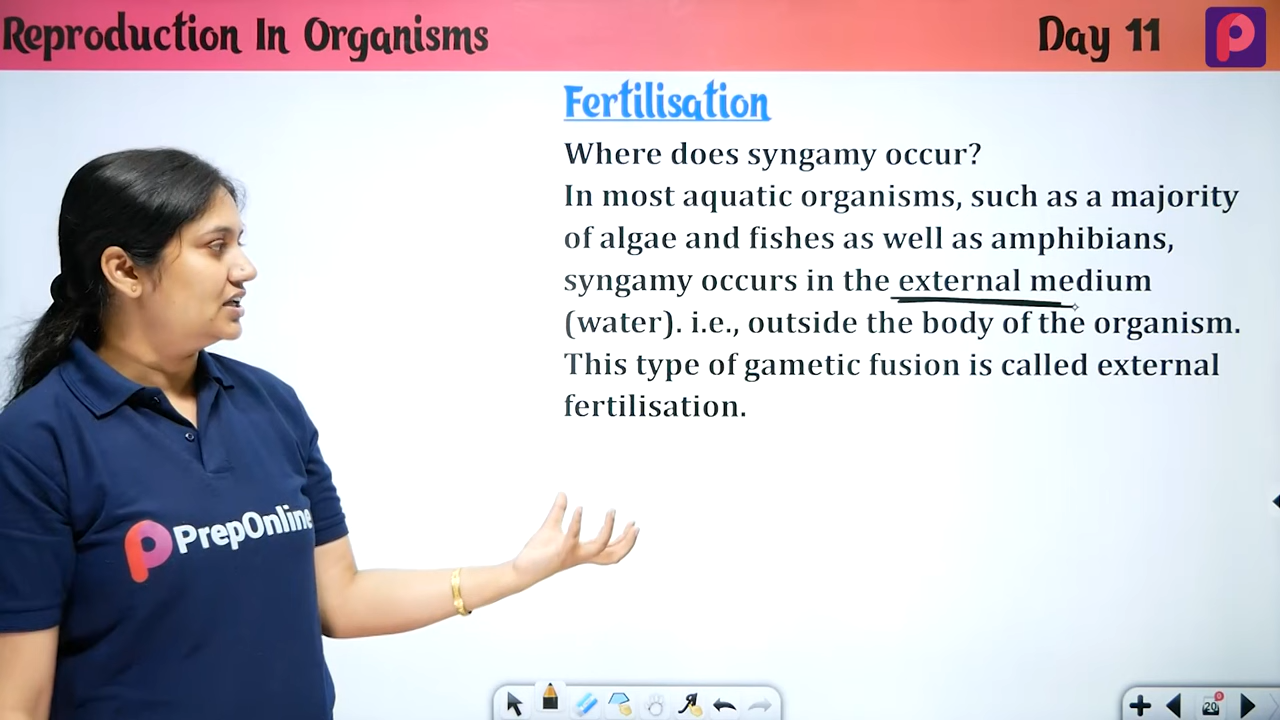 Reproduction In Organisms
Day 11
Fertilisation
Where does syngamy occur?
In most aquatic organisms, such as a majority
of algae and fishes as well as amphibians,
syngamy occurs in the external medium
(water). i.e., outside the body of the organism.
This type of gametic fusion is called external
fertilisation.
PrepOnline
20